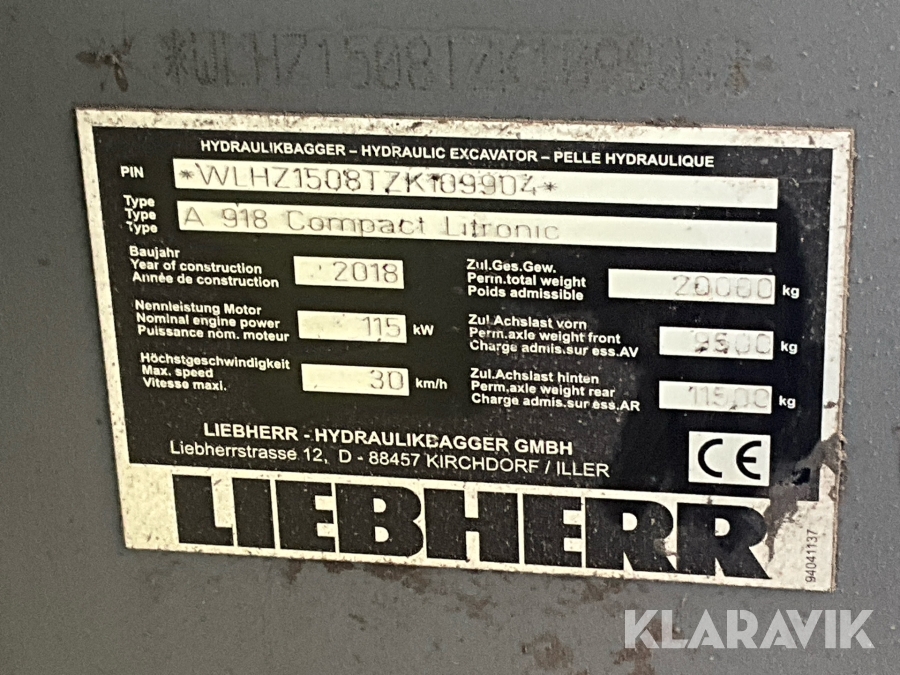 *WLHZ1508TZK109904*
HYDRAULIKBAGGER – HYDRAULIC EXCAVATOR – PELLE HYDRAULIQUE
PIN *WLHZ1508TZK109904*
Type
Type A 918 Compact Litronic
Type
Baujahr
Year of construction 2018
Année de construction
Nennleistung Motor
Nominal engine power 115 kW
Puissance nom. moteur
Höchstgeschwindigkeit
Max. speed 30 km/h
Vitesse maxi.
Zul.Ges.Gew.
Perm.total weight 20000 kg
Poids admissible
Zul.Achslast vorn
Perm.axle weight front 9500 kg
Charge admis.sur ess.AV
Zul.Achslast hinten
Perm.axle weight rear 11500 kg
Charge admis.sur ess.AR
LIEBHERR - HYDRAULIKBAGGER GMBH
Liebherrstrasse 12, D - 88457 KIRCHDORF / ILLER
CE
LIEBHERR
94041137
KLARAVIK